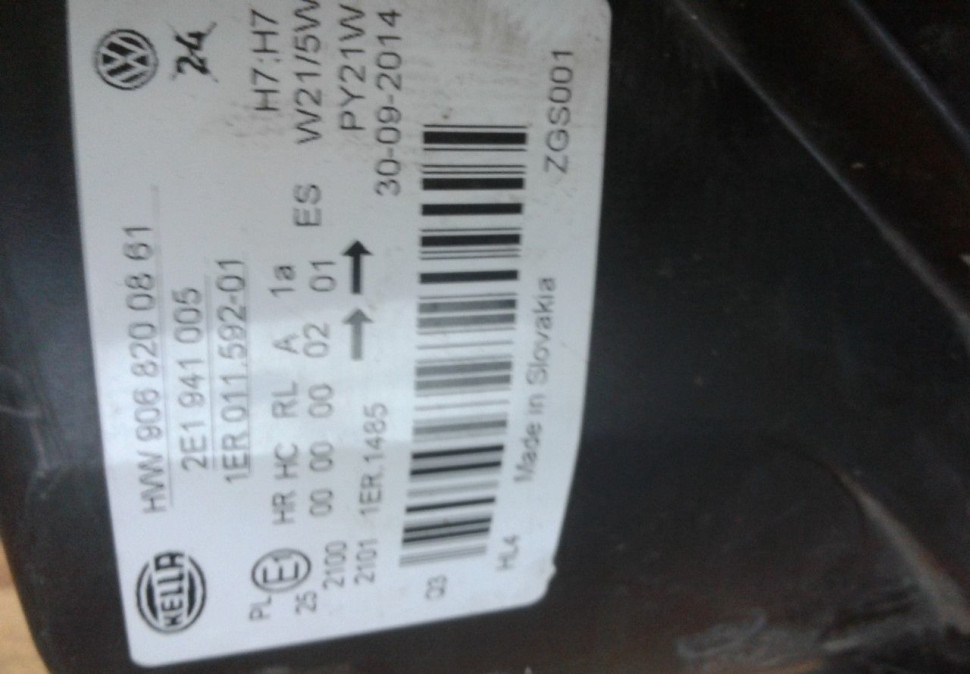 HELLA
HW 906 820 08 61
2E1 941 005
24
1ER 011.592-01
PL HR HC RL A 1a H7:H7
E1
25 00 00 00 02 01 ES W21/5W
2100 PY21W
2101 1ER.1485 → → 30-09-2014
Q3
HL4 Made in Slovakia ZGS001